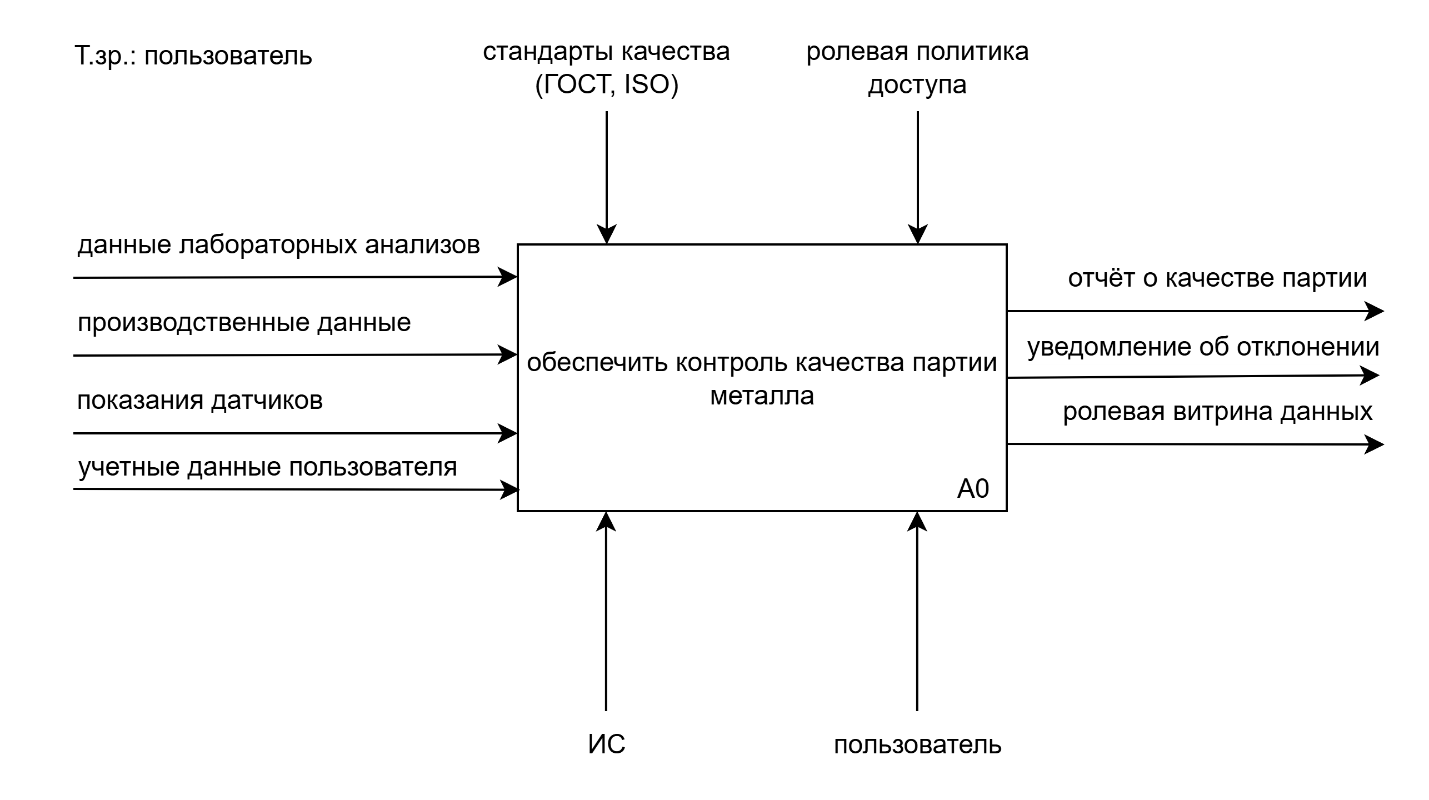 Т.зр.: пользователь
стандарты качества
(ГОСТ, ISO)
ролевая политика
доступа
данные лабораторных анализов
производственные данные
показания датчиков
учетные данные пользователя
обеспечить контроль качества партии
металла
A0
отчёт о качестве партии
уведомление об отклонении
ролевая витрина данных
ИС
пользователь